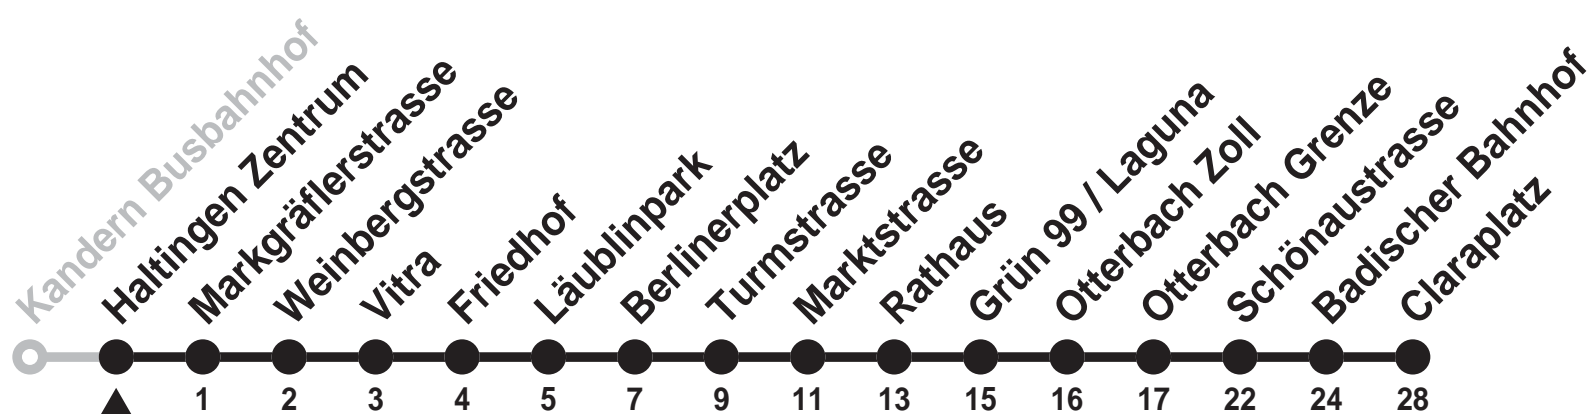 Kandern Busbahnhof
Haltingen Zentrum
Markgräflerstrasse
Weinbergstrasse
Vitra
Friedhof
Läublinpark
Berlinerplatz
Turmstrasse
Marktstrasse
Rathaus
Grün 99 / Laguna
Otterbach Zoll
Otterbach Grenze
Schönaustrasse
Badischer Bahnhof
Claraplatz
1 2 3 4 5 7 9 11 13 15 16 17 22 24 28